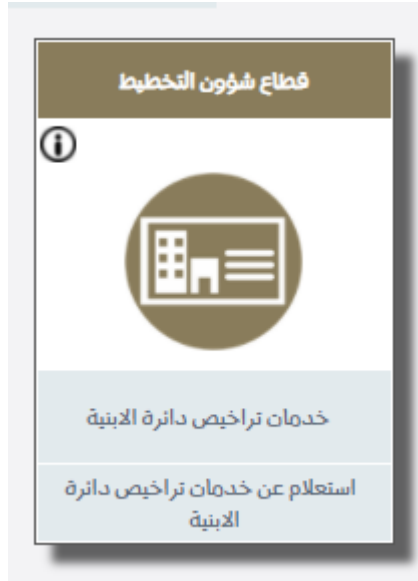 قطاع شؤون التخطيط
خدمات تراخيص دائرة الابنية
استعلام عن خدمات تراخيص دائرة
الابنية